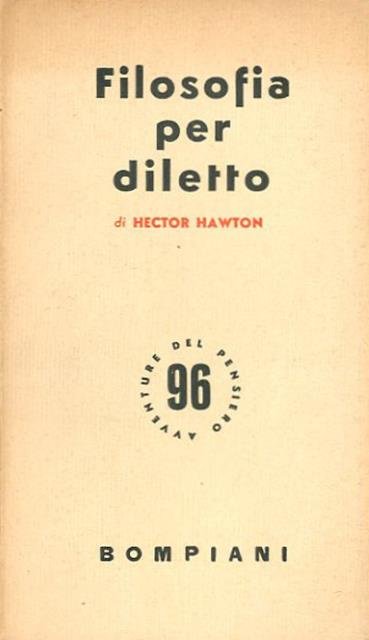 Filosofia
per
diletto
di HECTOR HAWTON
AVVENTURE DEL PENSIERO
96
BOMPIANI